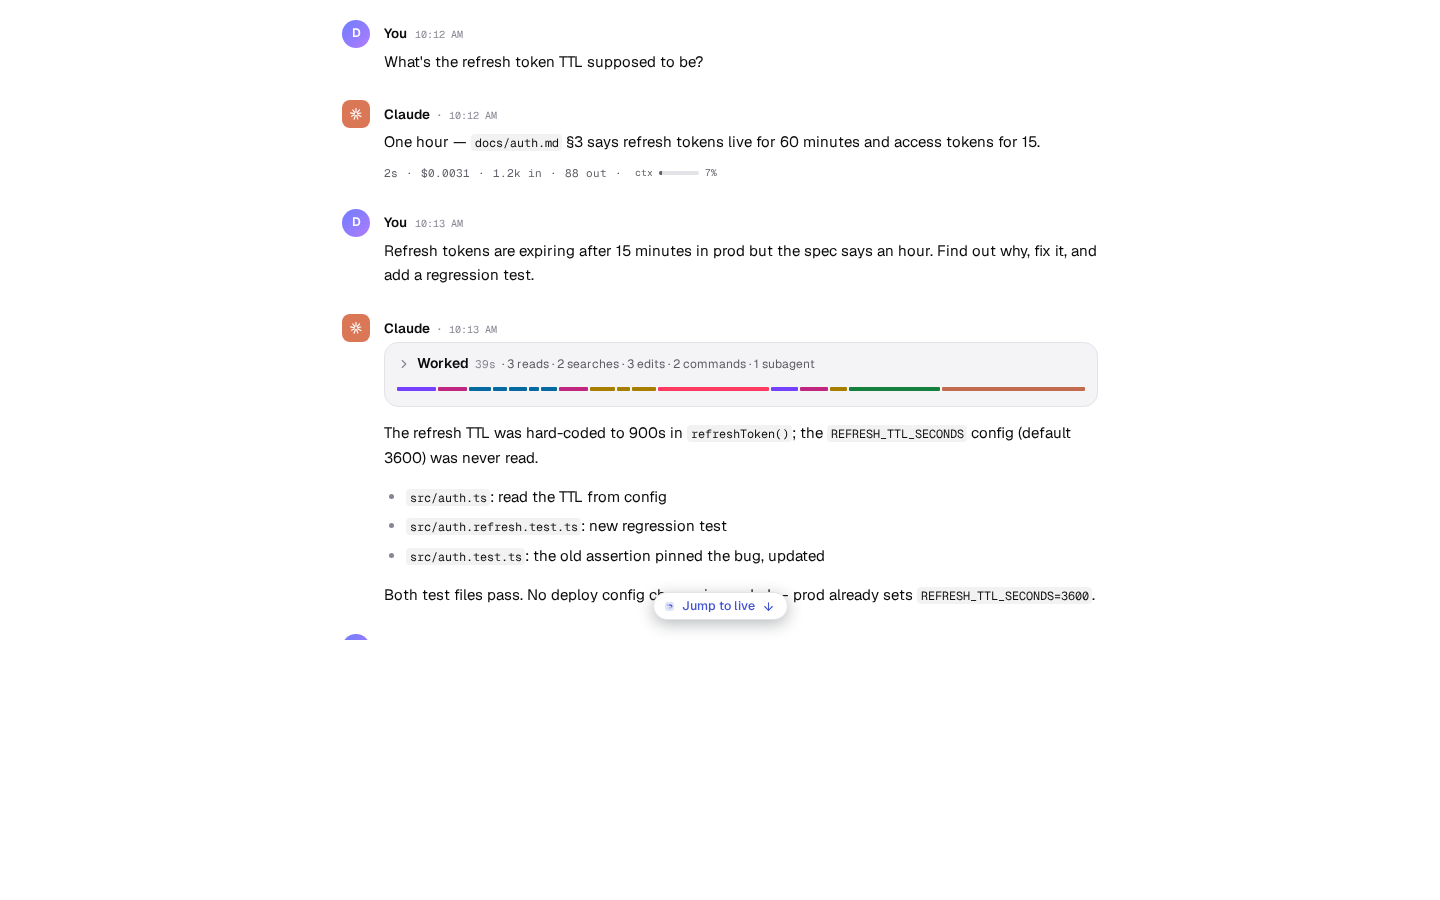 D You 10:12 AM
What's the refresh token TTL supposed to be?
Claude · 10:12 AM
One hour — docs/auth.md §3 says refresh tokens live for 60 minutes and access tokens for 15.
2s · $0.0031 · 1.2k in · 88 out · ctx 7%
D You 10:13 AM
Refresh tokens are expiring after 15 minutes in prod but the spec says an hour. Find out why, fix it, and
add a regression test.
Claude · 10:13 AM
Worked 39s · 3 reads · 2 searches · 3 edits · 2 commands · 1 subagent
The refresh TTL was hard-coded to 900s in refreshToken(); the REFRESH_TTL_SECONDS config (default
3600) was never read.
src/auth.ts: read the TTL from config
src/auth.refresh.test.ts: new regression test
src/auth.test.ts: the old assertion pinned the bug, updated
Both test files pass. No deploy config – prod already sets REFRESH_TTL_SECONDS=3600.
Jump to live ↓